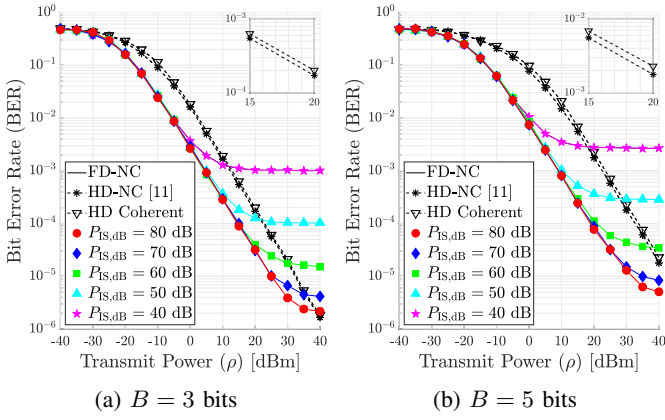 Bit Error Rate (BER)
10^0
10^-1
10^-2
10^-3
10^-4
10^-5
10^-6
10^-3
10^-4
15 20
FD-NC
HD-NC [11]
HD Coherent
P_IS,dB = 80 dB
P_IS,dB = 70 dB
P_IS,dB = 60 dB
P_IS,dB = 50 dB
P_IS,dB = 40 dB
-40 -30 -20 -10 0 10 20 30 40
Transmit Power (ρ) [dBm]
(a) B = 3 bits
Bit Error Rate (BER)
10^0
10^-1
10^-2
10^-3
10^-4
10^-5
10^-6
10^-2
10^-3
15 20
FD-NC
HD-NC [11]
HD Coherent
P_IS,dB = 80 dB
P_IS,dB = 70 dB
P_IS,dB = 60 dB
P_IS,dB = 50 dB
P_IS,dB = 40 dB
-40 -30 -20 -10 0 10 20 30 40
Transmit Power (ρ) [dBm]
(b) B = 5 bits